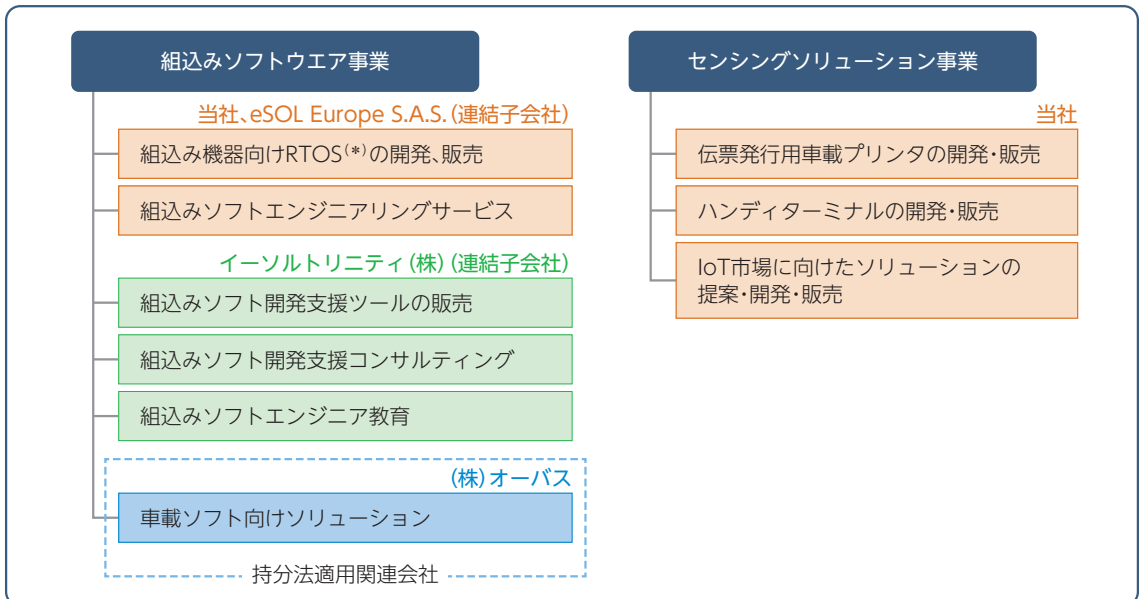 組込みソフトウエア事業
当社、eSOL Europe S.A.S. (連結子会社)
組込み機器向けRTOS(*)の開発、販売
組込みソフトエンジニアリングサービス
イーソルトリニティ(株) (連結子会社)
組込みソフト開発支援ツールの販売
組込みソフト開発支援コンサルティング
組込みソフトエンジニア教育
(株)オーバス
車載ソフト向けソリューション
持分法適用関連会社
センシングソリューション事業
当社
伝票発行用車載プリンタの開発・販売
ハンディターミナルの開発・販売
IoT市場に向けたソリューションの
提案・開発・販売